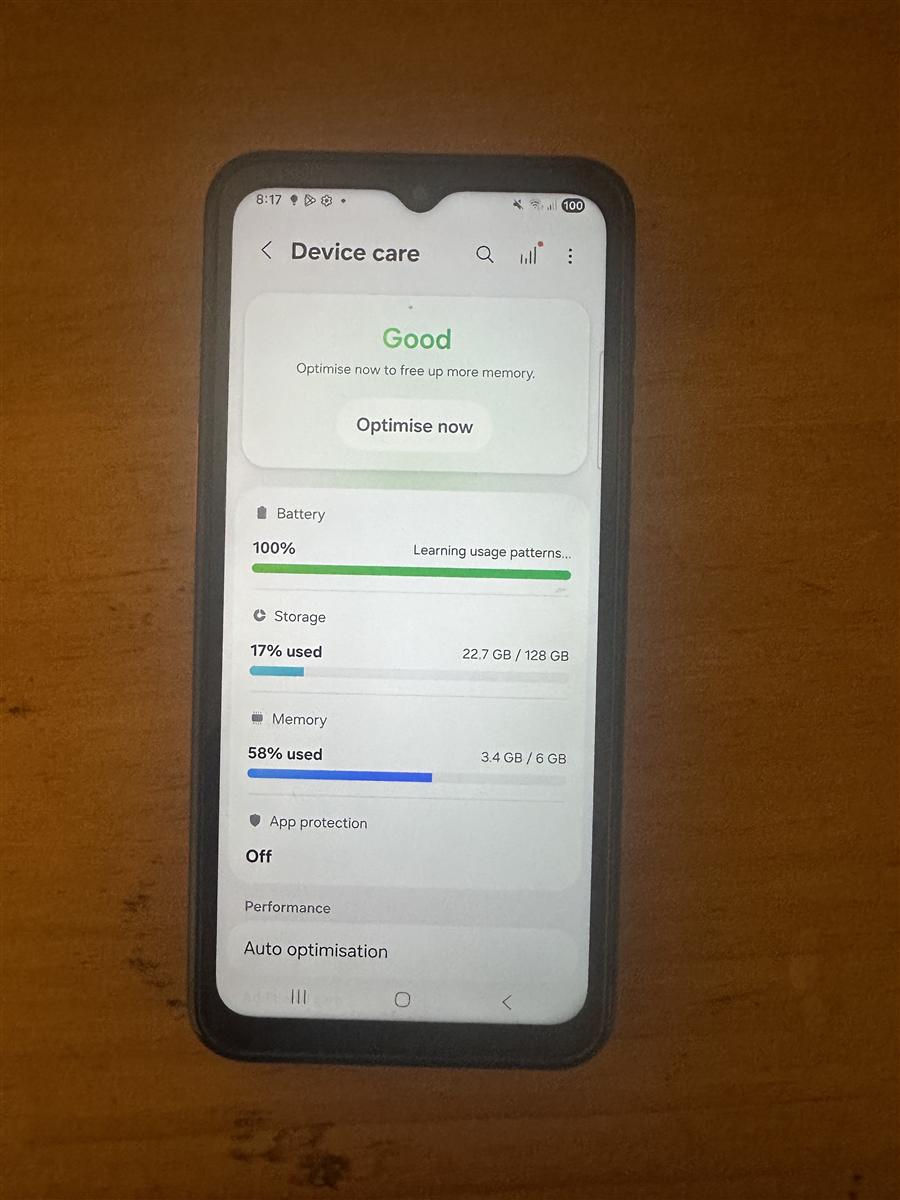 8:17
100
Device care
Good
Optimise now to free up more memory.
Optimise now
Battery
100% Learning usage patterns...
Storage
17% used 22.7 GB / 128 GB
Memory
58% used 3.4 GB / 6 GB
App protection
Off
Performance
Auto optimisation